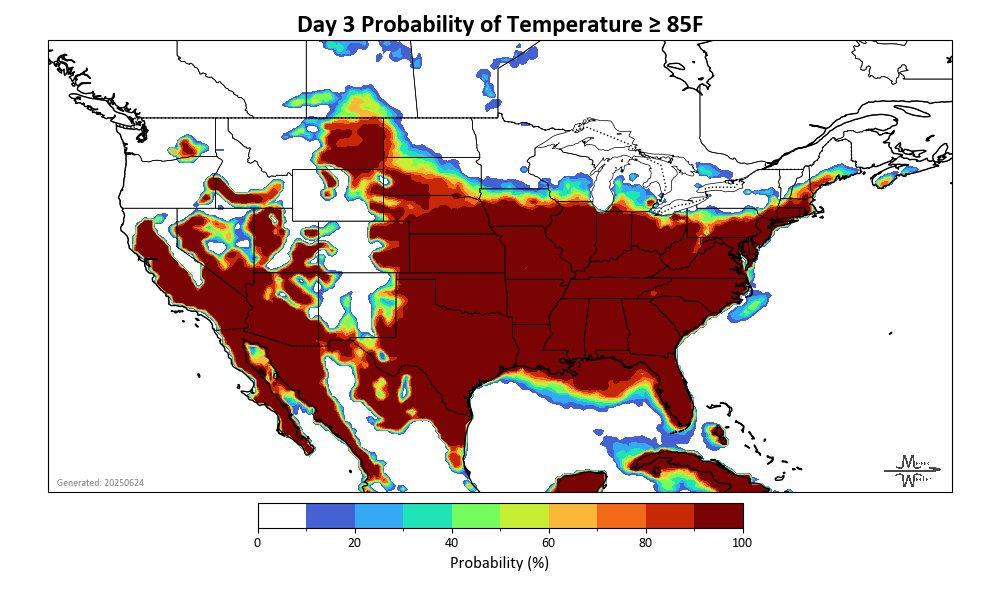 Day 3 Probability of Temperature ≥ 85F
Generated: 20250624
0 20 40 60 80 100
Probability (%)